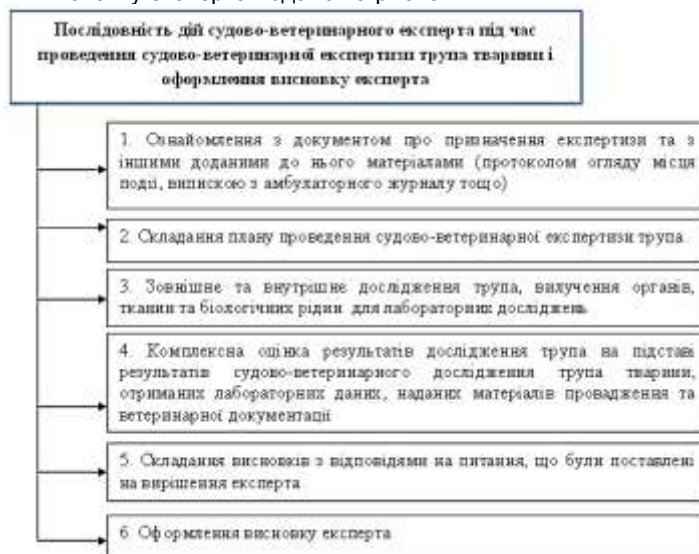 Послідовність дій судово-ветеринарного експерта під час
проведення судово-ветеринарної експертизи трупа тварини і
оформлення висновку експерта
1. Ознайомлення з документом про призначення експертизи та з
іншими доданими до нього матеріалами (протоколом огляду місця
події, випискою з амбулаторного журналу тощо)
2. Складання плану проведення судово-ветеринарної експертизи трупа
3. Зовнішнє та внутрішнє дослідження трупа, вилучення органів,
тканин та біологічних рідин для лабораторних досліджень
4. Комплексна оцінка результатів дослідження трупа на підставі
результатів судово-ветеринарного дослідження трупа тварини,
отриманих лабораторних даних, наданих матеріалів провадження та
ветеринарної документації
5. Складання висновків з відповідями на питання, що були поставлені
на вирішення експерта
6. Оформлення висновку експерта